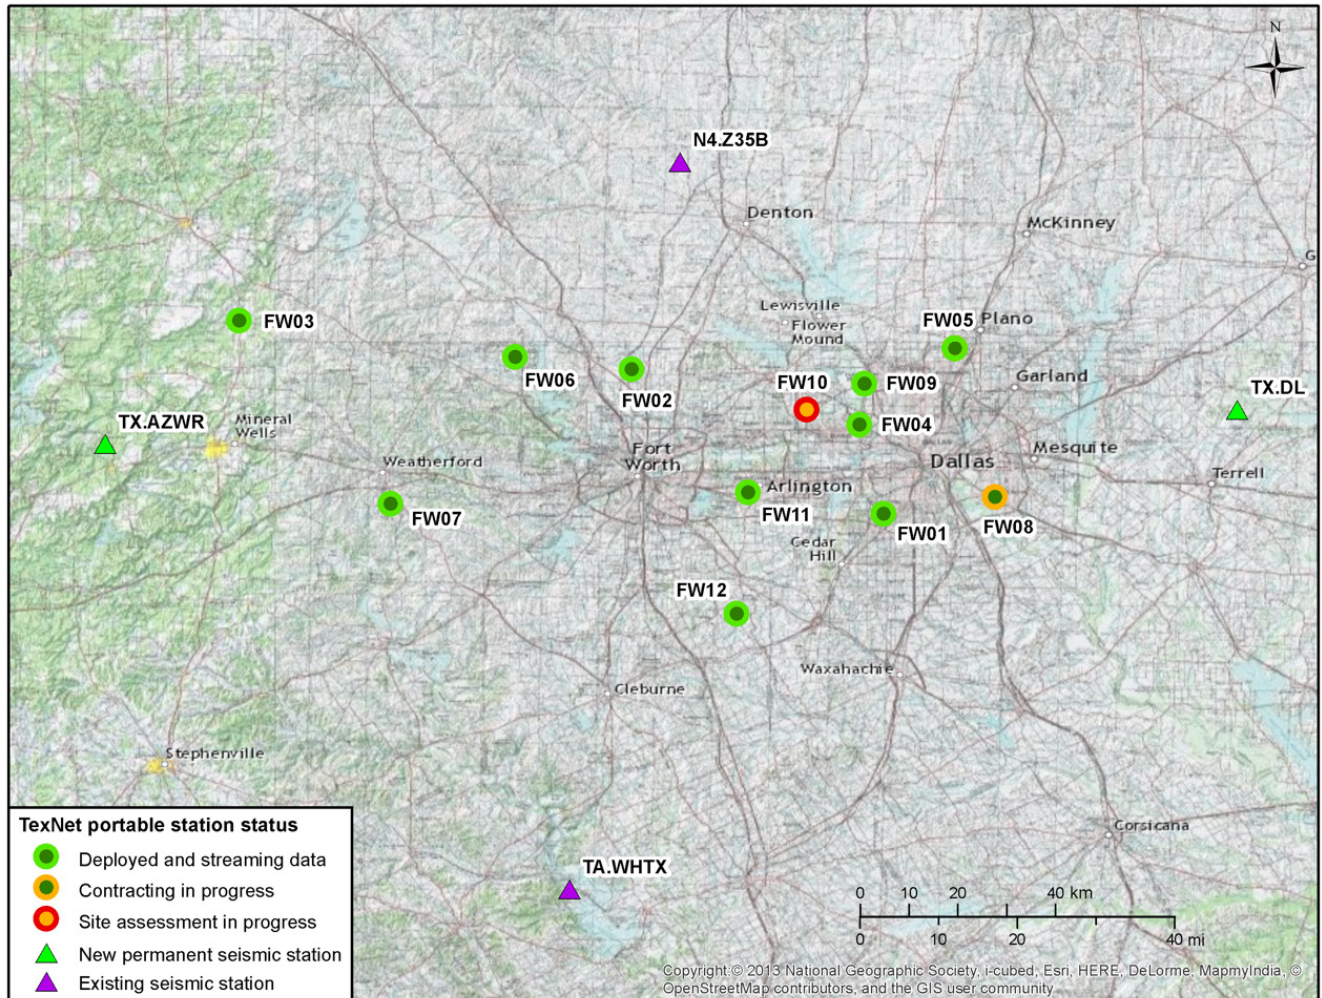 N
N4.Z35B
Denton
McKinney
G
Lewisville
Flower
Mound
FW03
FW05
Plano
FW06
FW02
FW10
FW09
Garland
TX.DL
TX.AZWR
Mineral
Wells
FW04
Weatherford
Fort
Worth
Dallas
Mesquite
Terrell
Arlington
FW07
FW11
FW01
FW08
Cedar
Hill
FW12
Waxahachie
Cleburne
Stephenville
Corsicana
TA.WHTX
TexNet portable station status
Deployed and streaming data
Contracting in progress
Site assessment in progress
New permanent seismic station
Existing seismic station
0 10 20 40 km
0 10 20 40 mi
Copyright:© 2013 National Geographic Society, i-cubed, Esri, HERE, DeLorme, MapmyIndia, ©
OpenStreetMap contributors, and the GIS user community